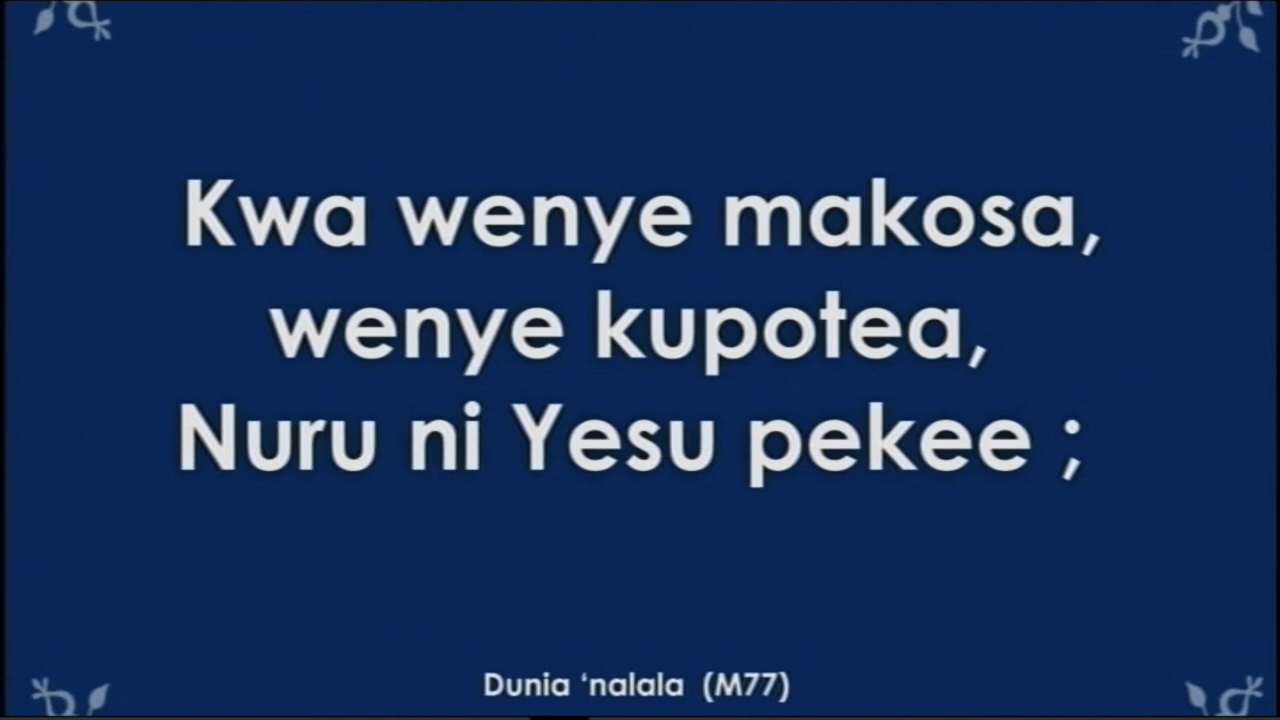 Kwa wenye makosa,
wenye kupotea,
Nuru ni Yesu pekee ;
Dunia ‘nalala (M77)